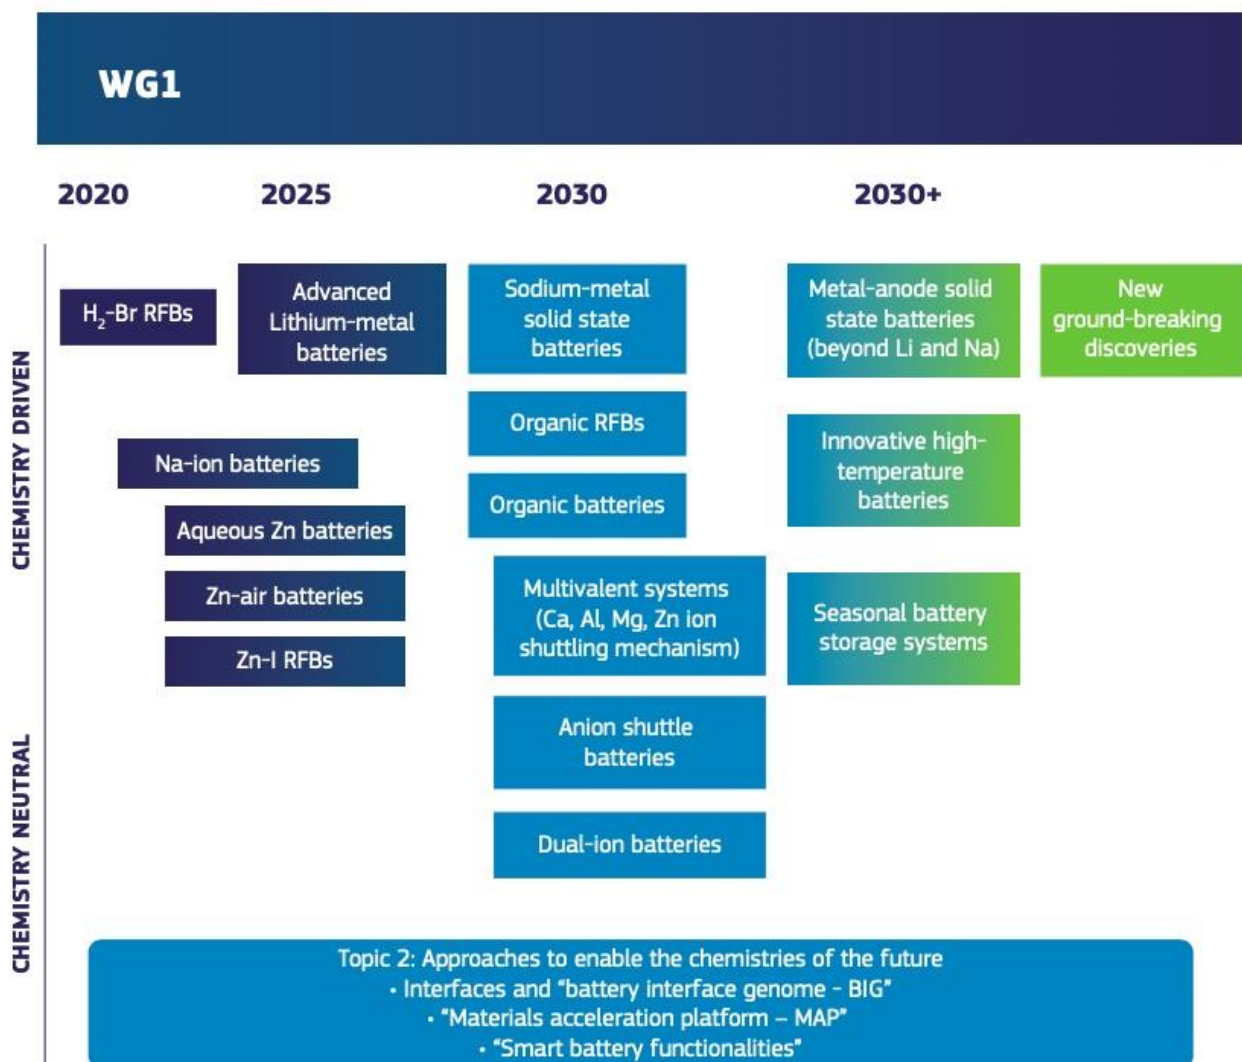 WG1
2020
2025
2030
2030+
CHEMISTRY DRIVEN
CHEMISTRY NEUTRAL
H₂-Br RFBs
Advanced
Lithium-metal
batteries
Sodium-metal
solid state
batteries
Metal-anode solid
state batteries
(beyond Li and Na)
New
ground-breaking
discoveries
Organic RFBs
Innovative high-
temperature
batteries
Na-ion batteries
Organic batteries
Aqueous Zn batteries
Zn-air batteries
Multivalent systems
(Ca, Al, Mg, Zn ion
shuttling mechanism)
Seasonal battery
storage systems
Zn-I RFBs
Anion shuttle
batteries
Dual-ion batteries
Topic 2: Approaches to enable the chemistries of the future
• Interfaces and “battery interface genome - BIG”
• “Materials acceleration platform – MAP”
• “Smart battery functionalities”